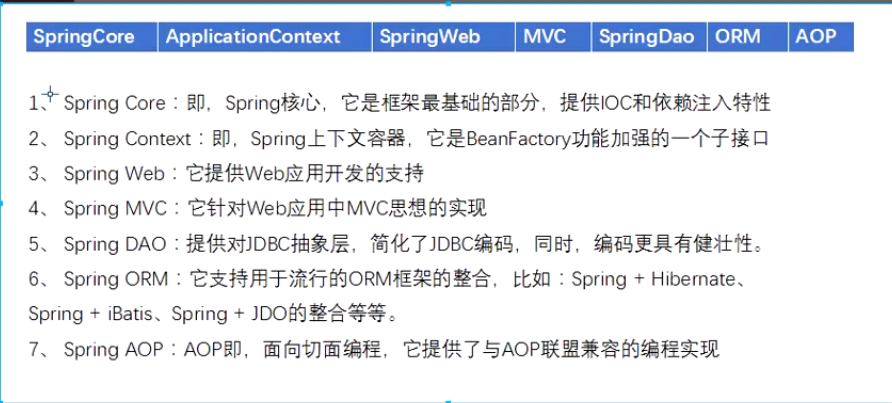 SpringCore ApplicationContext SpringWeb MVC SpringDao ORM AOP
1、 Spring Core：即，Spring核心，它是框架最基础的部分，提供IOC和依赖注入特性
2、 Spring Context：即，Spring上下文容器，它是BeanFactory功能加强的一个子接口
3、 Spring Web：它提供Web应用开发的支持
4、 Spring MVC：它针对Web应用中MVC思想的实现
5、 Spring DAO：提供对JDBC抽象层，简化了JDBC编码，同时，编码更具有健壮性。
6、 Spring ORM：它支持用于流行的ORM框架的整合，比如：Spring + Hibernate、
Spring + iBatis、Spring + JDO的整合等等。
7、 Spring AOP：AOP即，面向切面编程，它提供了与AOP联盟兼容的编程实现